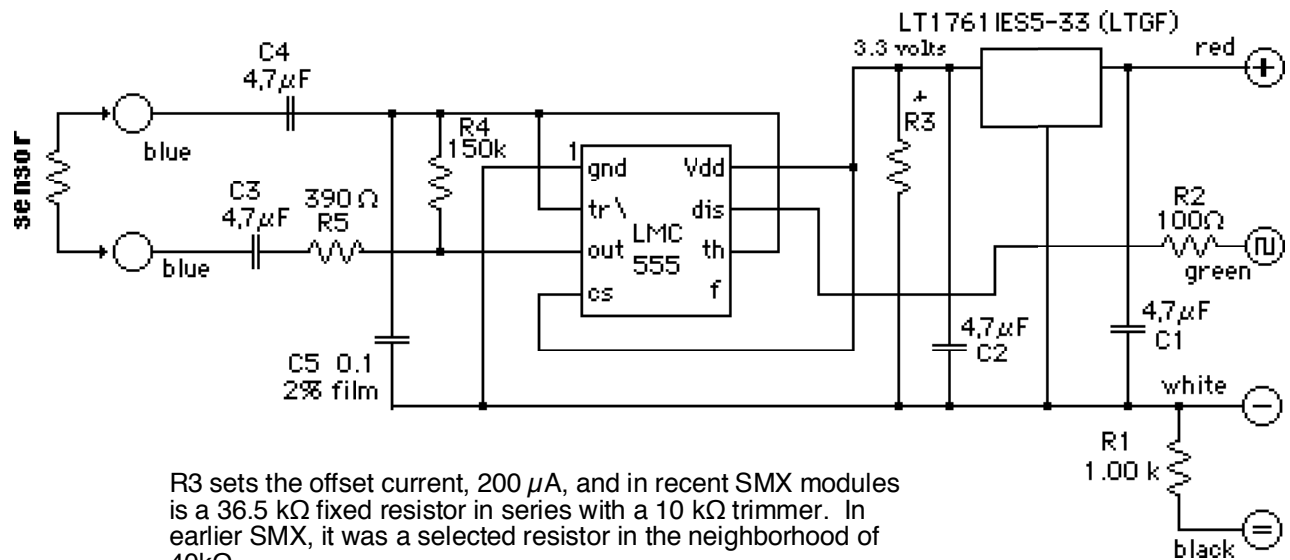 LT1761IES5-33 (LTGF)
3.3 volts
red
C4
4,7µF
+
R3
R4
150k
blue
1
gnd
Vdd
sensor
C3
4,7µF
390 Ω
R5
tr\
dis
LMC
555
R2
100Ω
out
th
blue
green
cs
f
4,7µF
C2
4,7µF
C1
C5 0.1
2% film
white
R1
1.00 k
black
R3 sets the offset current, 200 µA, and in recent SMX modules
is a 36.5 kΩ fixed resistor in series with a 10 kΩ trimmer. In
earlier SMX, it was a selected resistor in the neighborhood of